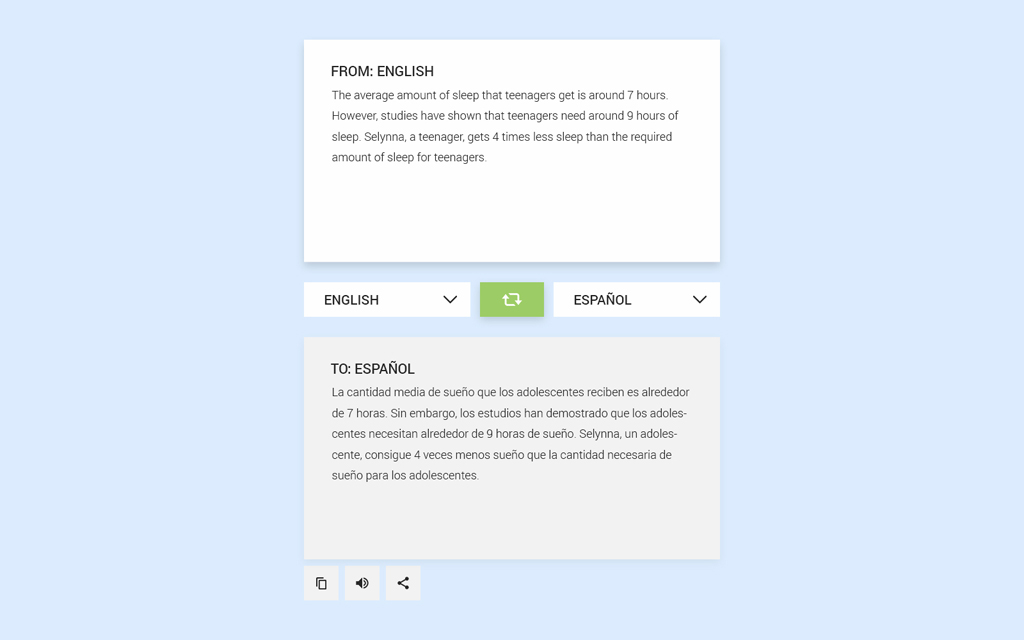 FROM: ENGLISH
The average amount of sleep that teenagers get is around 7 hours.
However, studies have shown that teenagers need around 9 hours of
sleep. Selynna, a teenager, gets 4 times less sleep than the required
amount of sleep for teenagers.
ENGLISH
ESPAÑOL
TO: ESPAÑOL
La cantidad media de sueño que los adolescentes reciben es alrededor
de 7 horas. Sin embargo, los estudios han demostrado que los adoles-
centes necesitan alrededor de 9 horas de sueño. Selynna, un adoles-
cente, consigue 4 veces menos sueño que la cantidad necesaria de
sueño para los adolescentes.